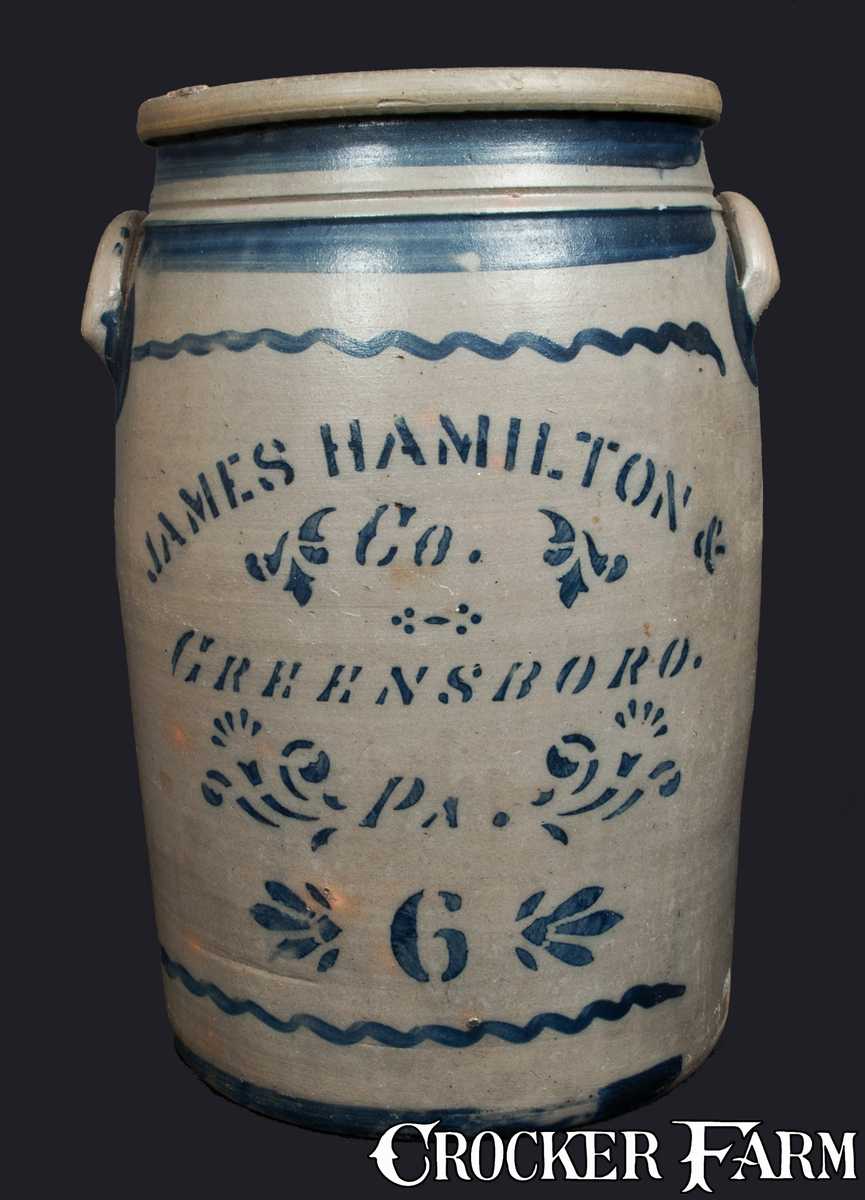 JAMES HAMILTON &
Co.
GREENSBORO.
PA.
6
CROCKER FARM